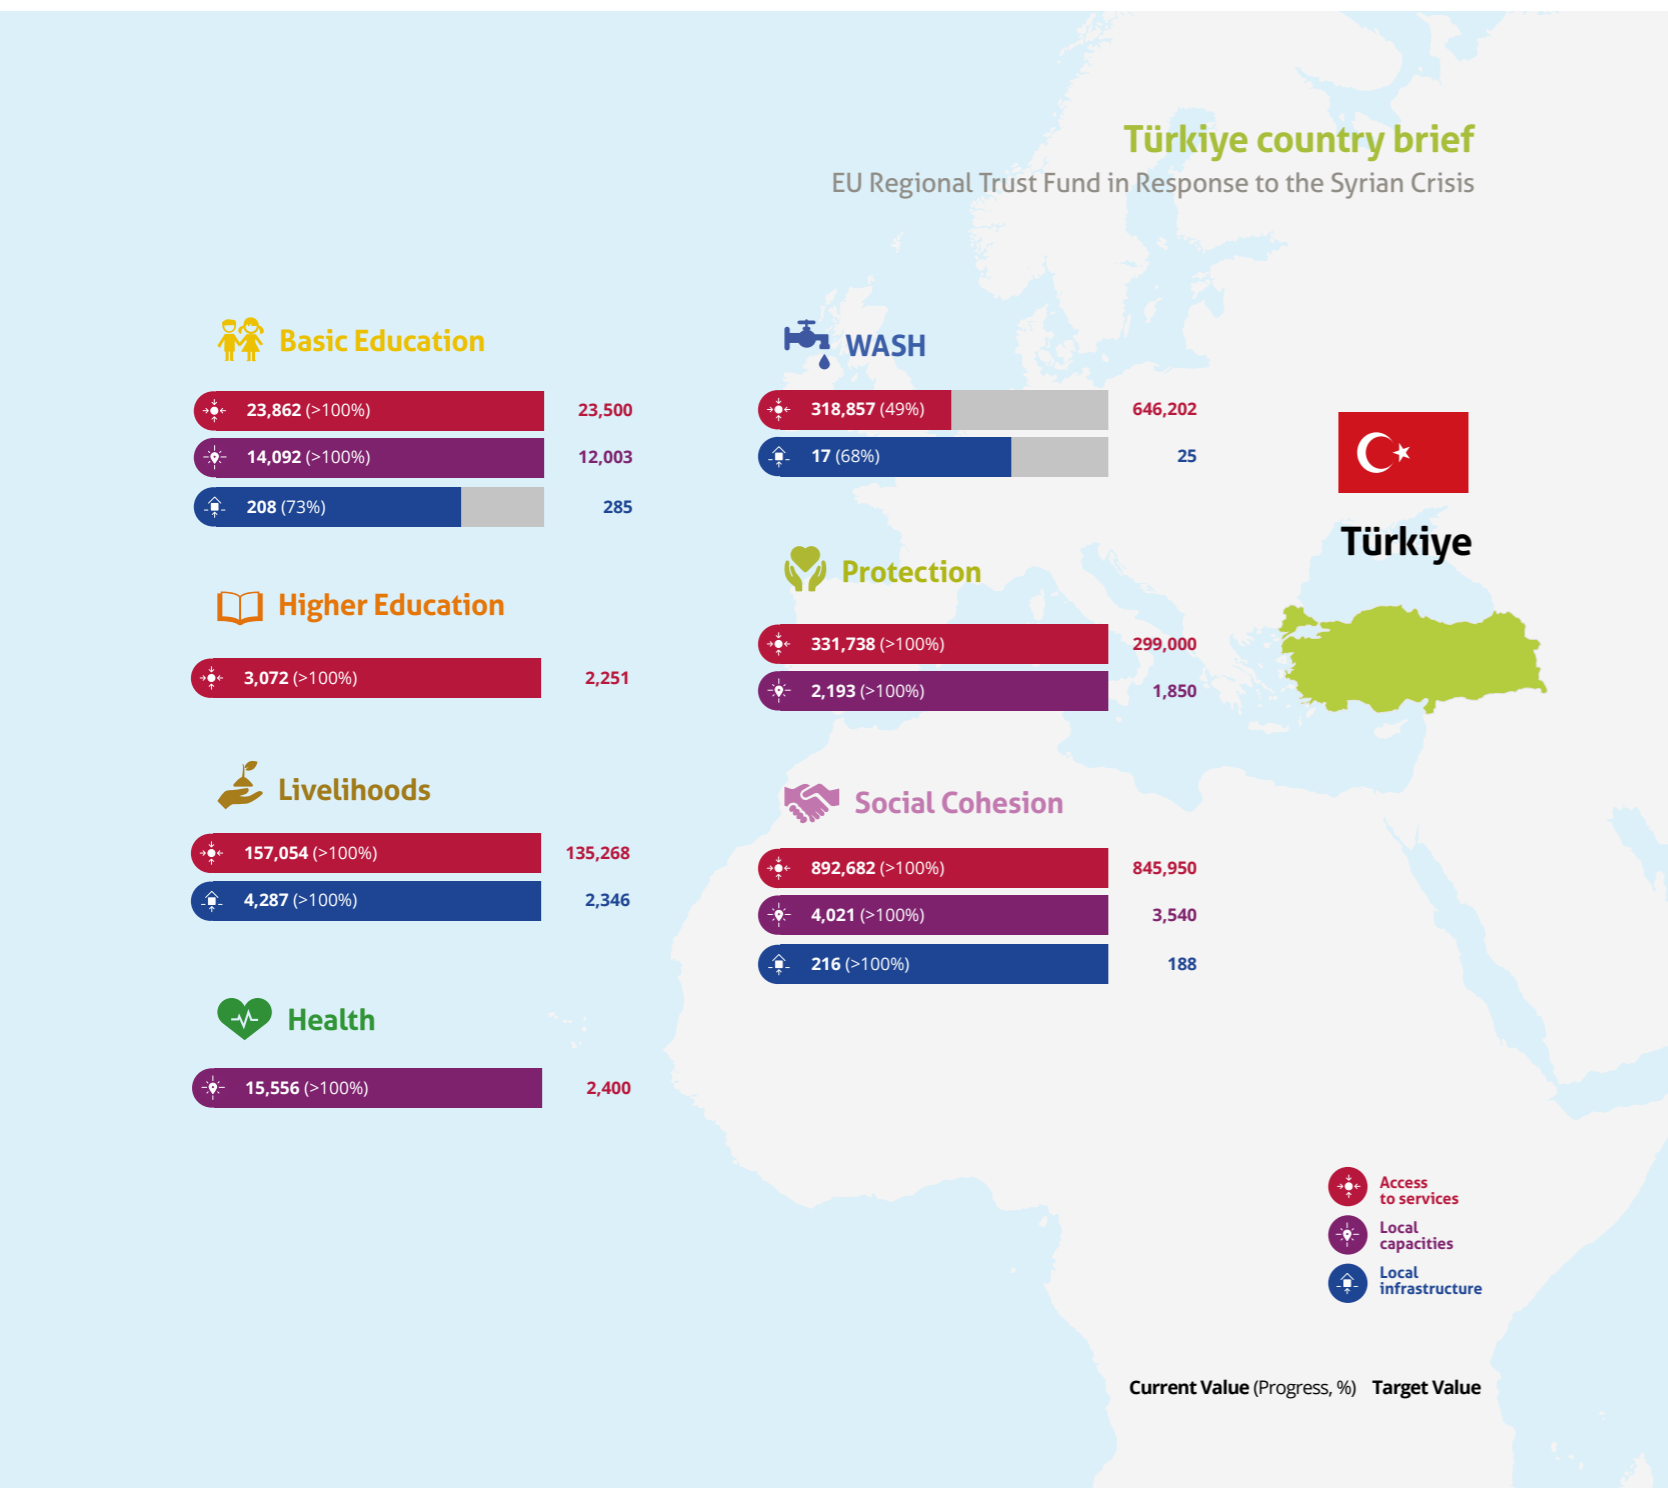 Türkiye country brief
EU Regional Trust Fund in Response to the Syrian Crisis
Basic Education
23,862 (>100%) 23,500
14,092 (>100%) 12,003
208 (73%) 285
Higher Education
3,072 (>100%) 2,251
Livelihoods
157,054 (>100%) 135,268
4,287 (>100%) 2,346
Health
15,556 (>100%) 2,400
WASH
318,857 (49%) 646,202
17 (68%) 25
Protection
331,738 (>100%) 299,000
2,193 (>100%) 1,850
Social Cohesion
892,682 (>100%) 845,950
4,021 (>100%) 3,540
216 (>100%) 188
Türkiye
Access
to services
Local
capacities
Local
infrastructure
Current Value (Progress, %) Target Value